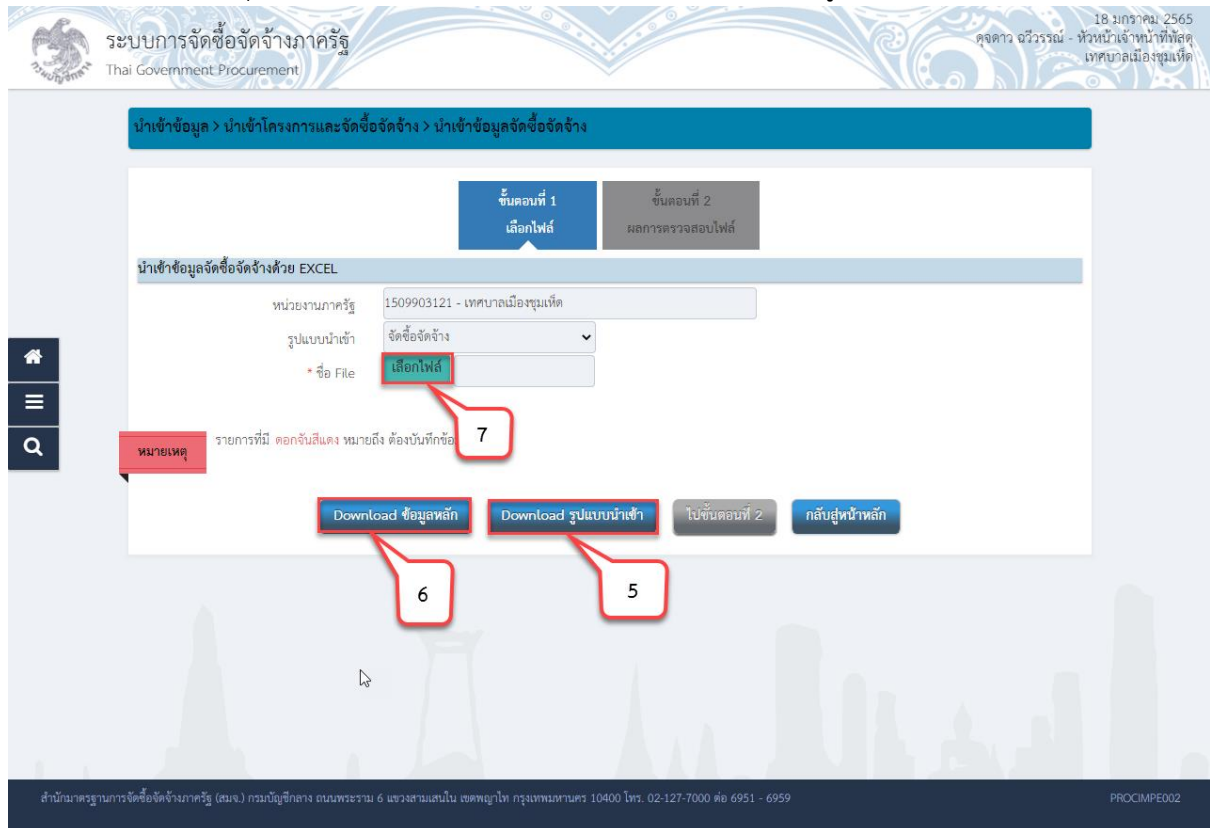 18 มกราคม 2565
ระบบการจัดซื้อจัดจ้างภาครัฐ
ดุจดาว ฉวีวรรณ์ - หัวหน้าเจ้าหน้าที่พัสดุ
Thai Government Procurement
เทศบาลเมืองชุมเห็ด
นำเข้าข้อมูล > นำเข้าโครงการและจัดซื้อจัดจ้าง > นำเข้าข้อมูลจัดซื้อจัดจ้าง
ขั้นตอนที่ 1
เลือกไฟล์
ขั้นตอนที่ 2
ผลการตรวจสอบไฟล์
นำเข้าข้อมูลจัดซื้อจัดจ้างด้วย EXCEL
หน่วยงานภาครัฐ 1509903121 - เทศบาลเมืองชุมเห็ด
รูปแบบนำเข้า จัดซื้อจัดจ้าง
* ชื่อ File เลือกไฟล์
7
หมายเหตุ รายการที่มี ดอกจันสีแดง หมายถึง ต้องบันทึกข้อ
Download ข้อมูลหลัก Download รูปแบบนำเข้า ไปขั้นตอนที่ 2 กลับสู่หน้าหลัก
6 5
สำนักมาตรฐานการจัดซื้อจัดจ้างภาครัฐ (สมจ.) กรมบัญชีกลาง ถนนพระราม 6 แขวงสามเสนใน เขตพญาไท กรุงเทพมหานคร 10400 โทร. 02-127-7000 ต่อ 6951 - 6959 PROCIMPE002